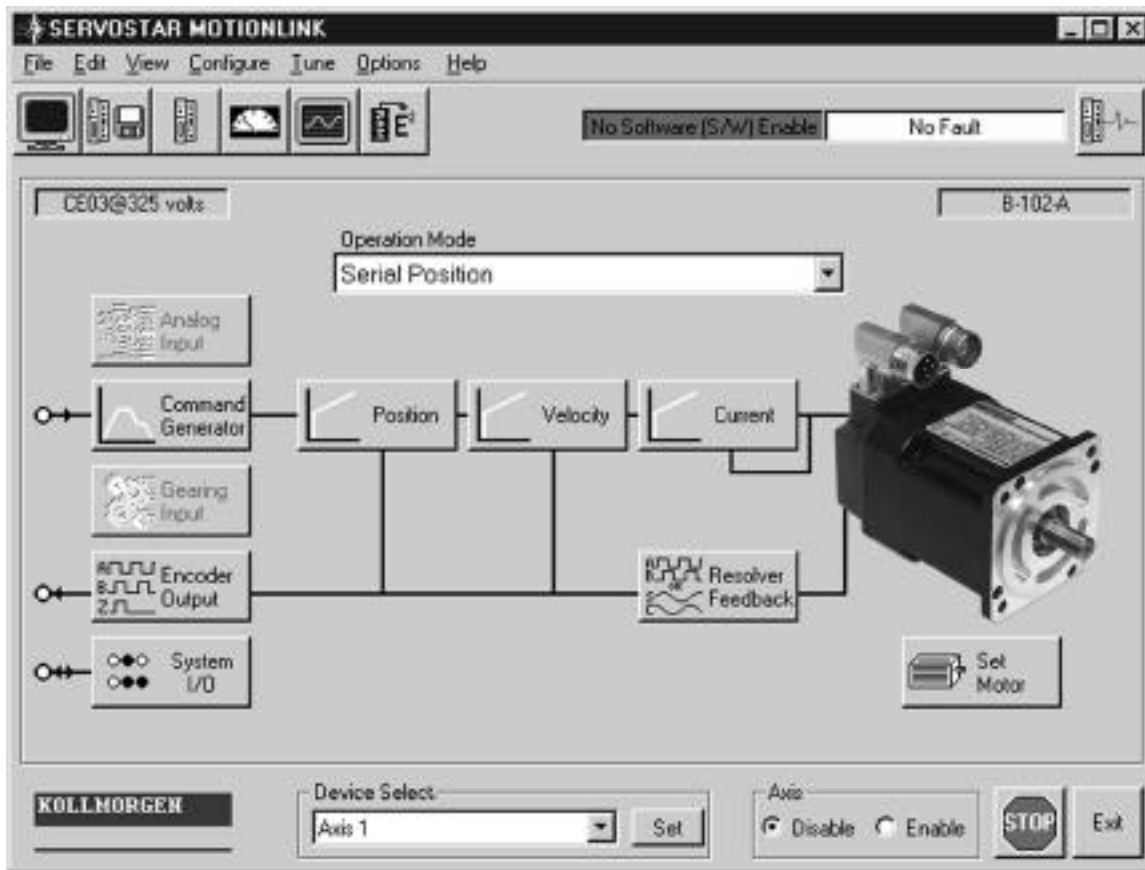 SERVOSTAR MOTIONLINK
File Edit View Configure Tune Options Help
No Software (S/W) Enable No Fault
CE03@325 volts
B-102-A
Operation Mode
Serial Position
Analog
Input
Command
Generator
Position
Velocity
Current
Gearing
Input
Encoder
Output
Resolver
Feedback
System
I/O
Set
Motor
KOLLMORGEN
Device Select
Axis 1
Set
Axis
Disable
Enable
STOP
Exit